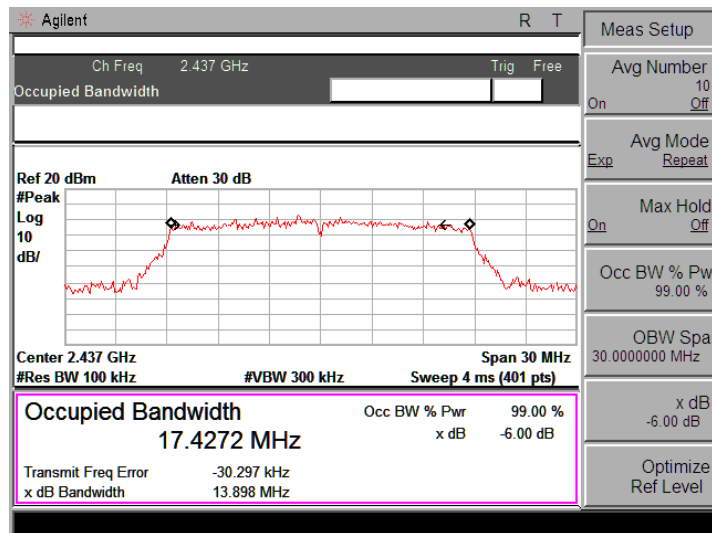 Agilent R T
Ch Freq 2.437 GHz Trig Free
Occupied Bandwidth
Ref 20 dBm Atten 30 dB
#Peak
Log
10
dB/
Center 2.437 GHz Span 30 MHz
#Res BW 100 kHz #VBW 300 kHz Sweep 4 ms (401 pts)
Occupied Bandwidth Occ BW % Pwr 99.00 %
17.4272 MHz x dB -6.00 dB
Transmit Freq Error -30.297 kHz
x dB Bandwidth 13.898 MHz
Meas Setup
Avg Number
10
On Off
Avg Mode
Exp Repeat
Max Hold
On Off
Occ BW % Pw
99.00 %
OBW Spa
30.0000000 MHz
x dB
-6.00 dB
Optimize
Ref Level